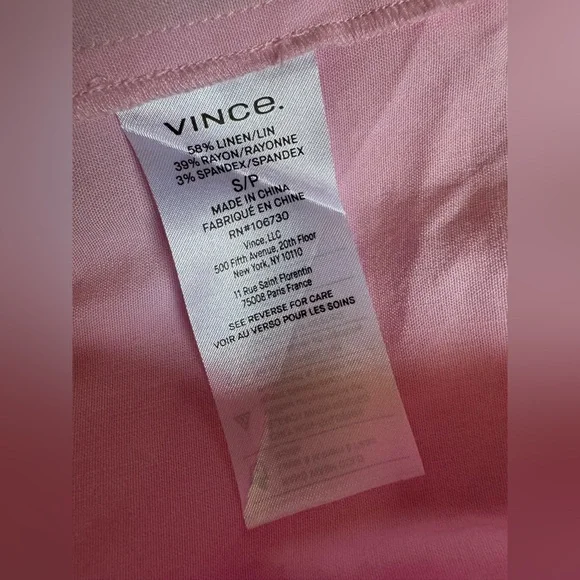 VINCE.
58% LINEN/LIN
39% RAYON/RAYONNE
3% SPANDEX/SPANDEX
S/P
MADE IN CHINA
FABRIQUÉ EN CHINE
RN#106730
Vince, LLC
500 Fifth Avenue, 20th Floor
New York, NY 10110
11 Rue Saint Florentin
75008 Paris France
SEE REVERSE FOR CARE
VOIR AU VERSO POUR LES SOINS